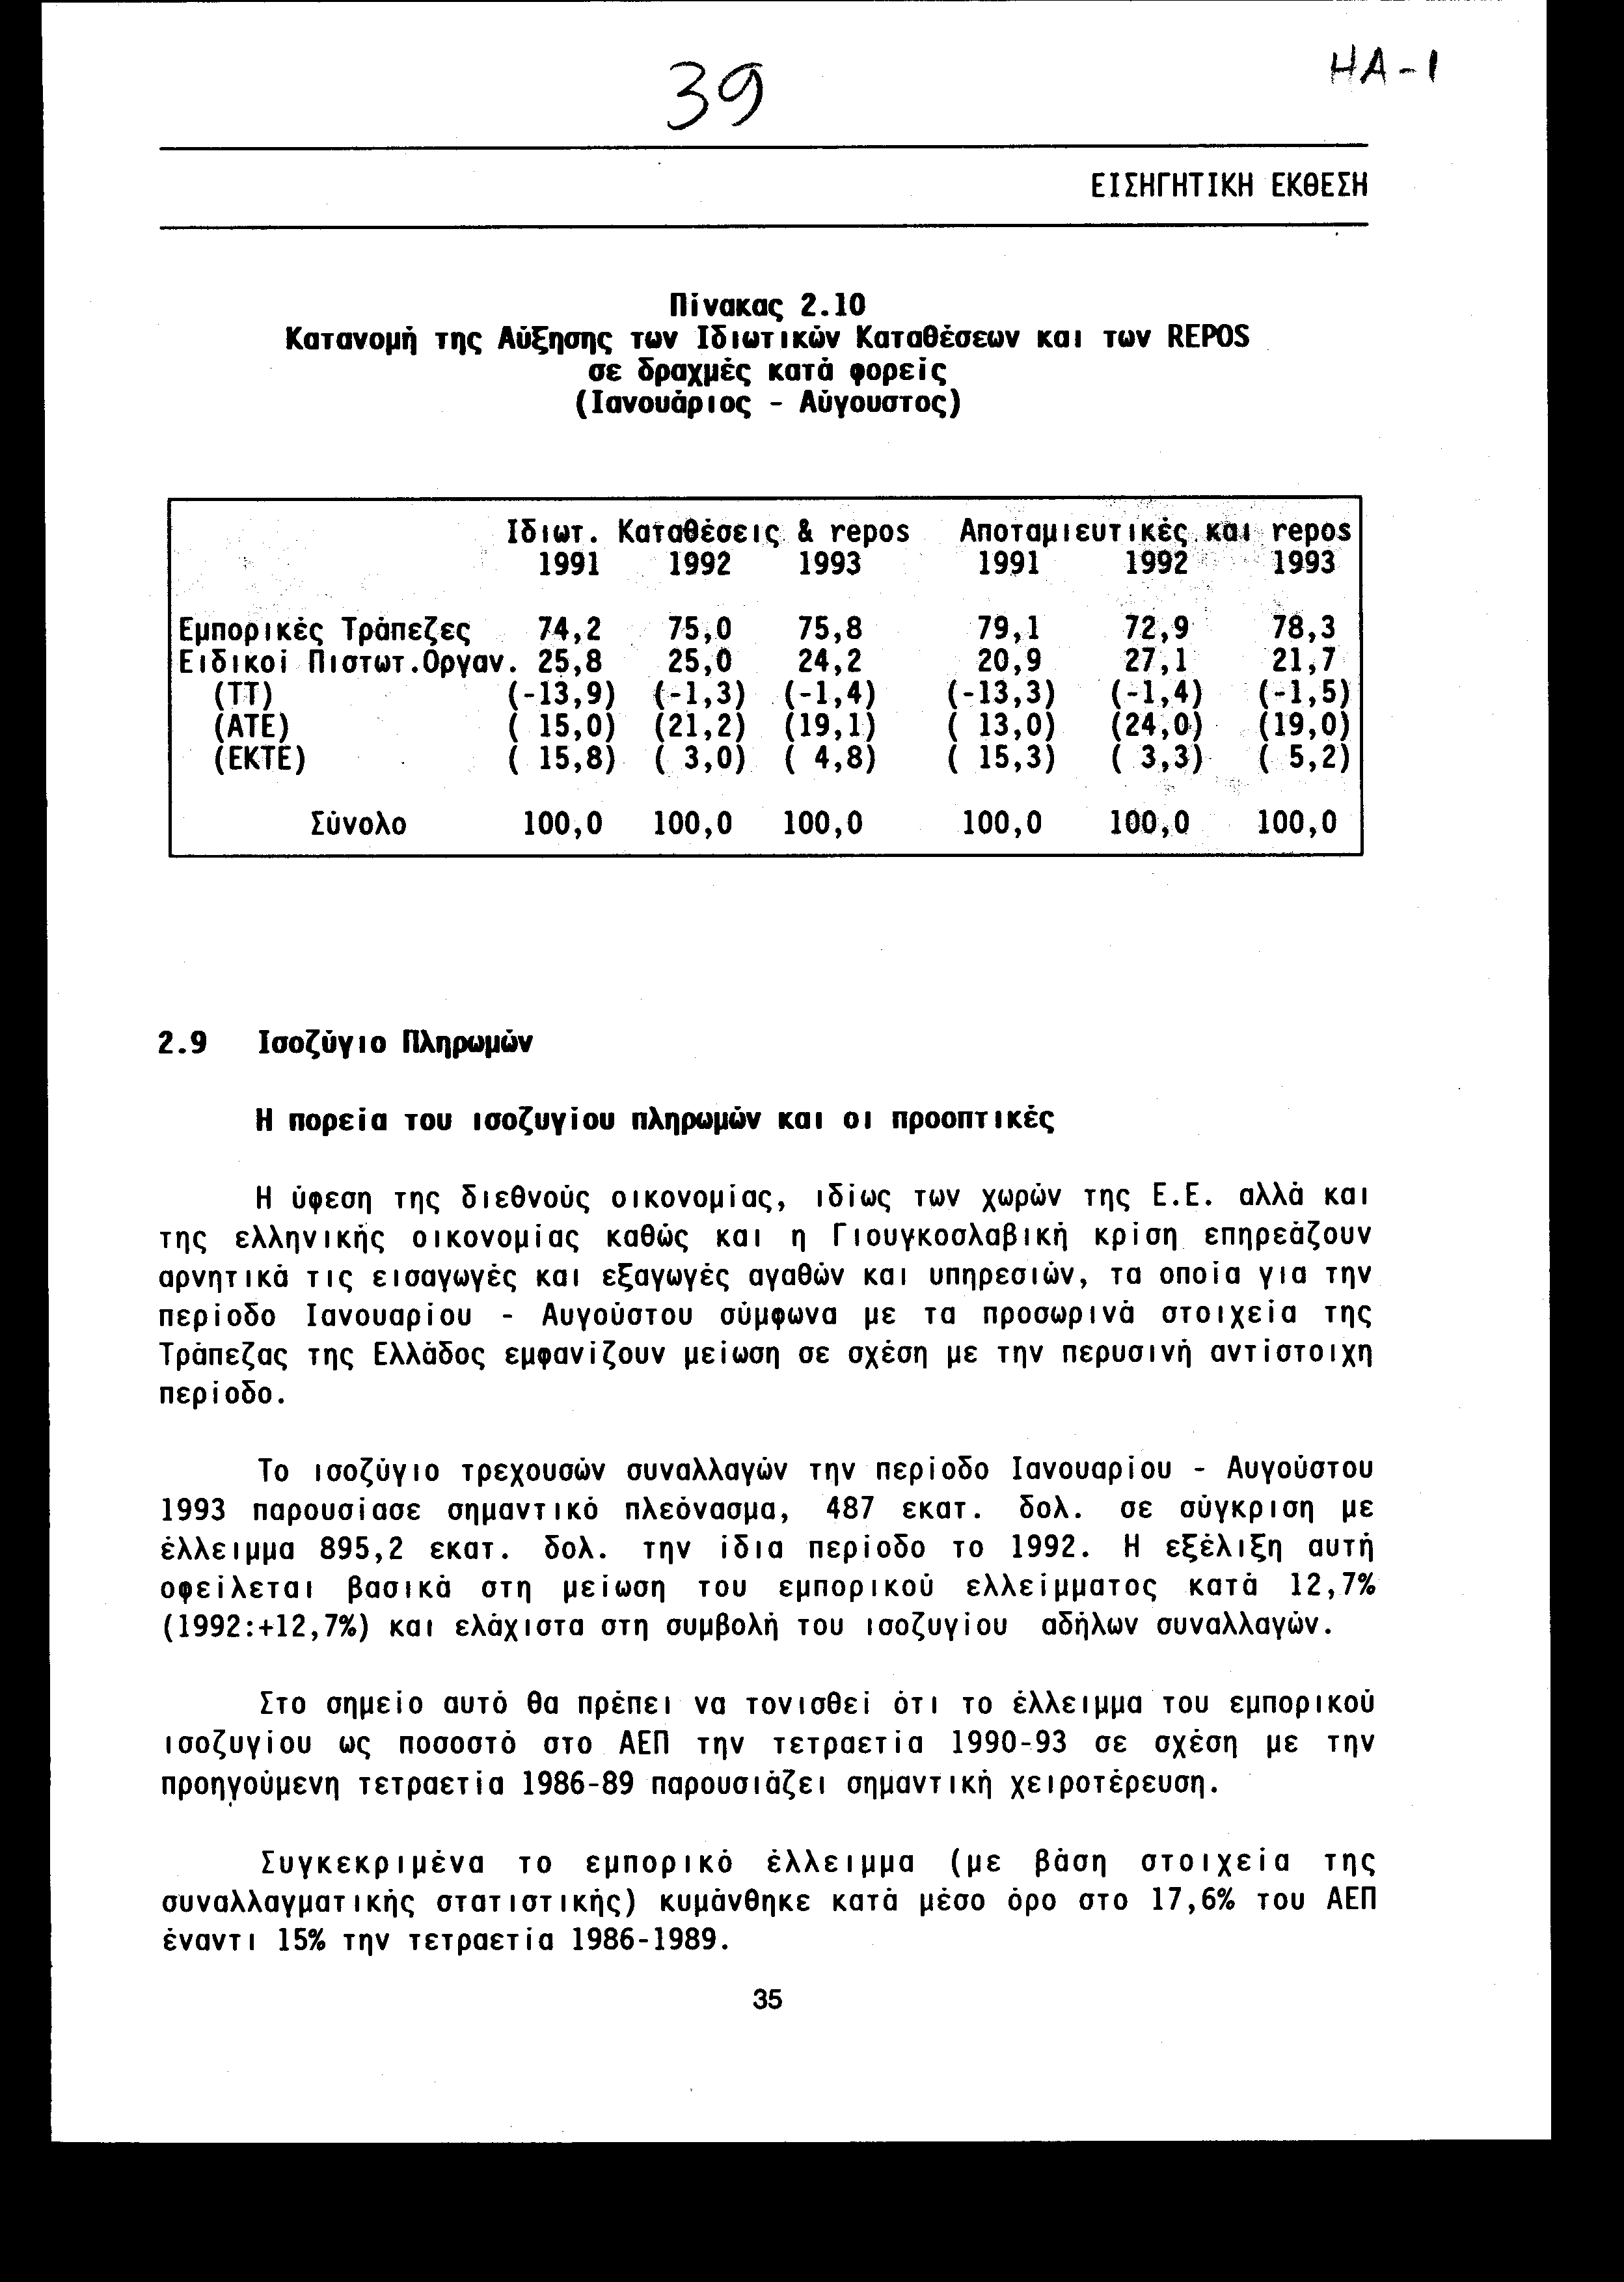 39
HA-1
ΕΙΣΗΓΗΤΙΚΗ ΕΚΘΕΣΗ
Πίνακας 2.10
Κατανομή της Αύξησης των Ιδιωτικών Καταθέσεων και των REPOS
σε δραχμές κατά φορείς
(Ιανουάριος - Αύγουστος)
Ιδιωτ. Καταθέσεις & repos Αποταμιευτικές και repos
1991 1992 1993 1991 1992 1993
Εμπορικές Τράπεζες 74,2 75,0 75,8 79,1 72,9 78,3
Ειδικοί Πιστωτ.Οργαν. 25,8 25,0 24,2 20,9 27,1 21,7
(ΤΤ) (-13,9) (-1,3) (-1,4) (-13,3) (-1,4) (-1,5)
(ΑΤΕ) ( 15,0) (21,2) (19,1) ( 13,0) (24,0) (19,0)
(ΕΚΤΕ) ( 15,8) ( 3,0) ( 4,8) ( 15,3) ( 3,3) ( 5,2)
Σύνολο 100,0 100,0 100,0 100,0 100,0 100,0
2.9 Ισοζύγιο Πληρωμών
Η πορεία του ισοζυγίου πληρωμών και οι προοπτικές
Η ύφεση της διεθνούς οικονομίας, ιδίως των χωρών της Ε.Ε. αλλά και
της ελληνικής οικονομίας καθώς και η Γιουγκοσλαβική κρίση επηρεάζουν
αρνητικά τις εισαγωγές και εξαγωγές αγαθών και υπηρεσιών, τα οποία για την
περίοδο Ιανουαρίου - Αυγούστου σύμφωνα με τα προσωρινά στοιχεία της
Τράπεζας της Ελλάδος εμφανίζουν μείωση σε σχέση με την περυσινή αντίστοιχη
περίοδο.
Το ισοζύγιο τρεχουσών συναλλαγών την περίοδο Ιανουαρίου - Αυγούστου
1993 παρουσίασε σημαντικό πλεόνασμα, 487 εκατ. δολ. σε σύγκριση με
έλλειμμα 895,2 εκατ. δολ. την ίδια περίοδο το 1992. Η εξέλιξη αυτή
οφείλεται βασικά στη μείωση του εμπορικού ελλείμματος κατά 12,7%
(1992:+12,7%) και ελάχιστα στη συμβολή του ισοζυγίου αδήλων συναλλαγών.
Στο σημείο αυτό θα πρέπει να τονισθεί ότι το έλλειμμα του εμπορικού
ισοζυγίου ως ποσοστό στο ΑΕΠ την τετραετία 1990-93 σε σχέση με την
προηγούμενη τετραετία 1986-89 παρουσιάζει σημαντική χειροτέρευση.
Συγκεκριμένα το εμπορικό έλλειμμα (με βάση στοιχεία της
συναλλαγματικής στατιστικής) κυμάνθηκε κατά μέσο όρο στο 17,6% του ΑΕΠ
έναντι 15% την τετραετία 1986-1989.
35